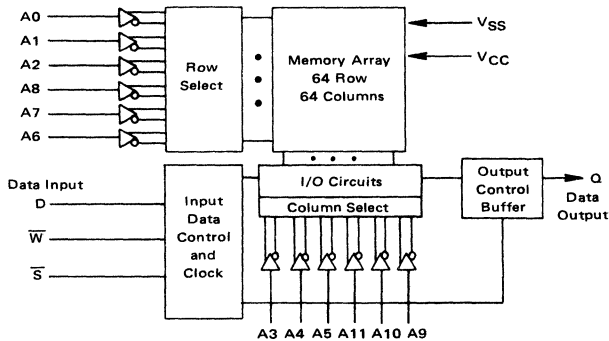 A0
A1
A2
A8
A7
A6
Row
Select
Memory Array
64 Row
64 Columns
VSS
VCC
Data Input
D
W̅
S̅
Input
Data
Control
and
Clock
I/O Circuits
Column Select
Output
Control
Buffer
Q
Data
Output
A3 A4 A5 A11 A10 A9